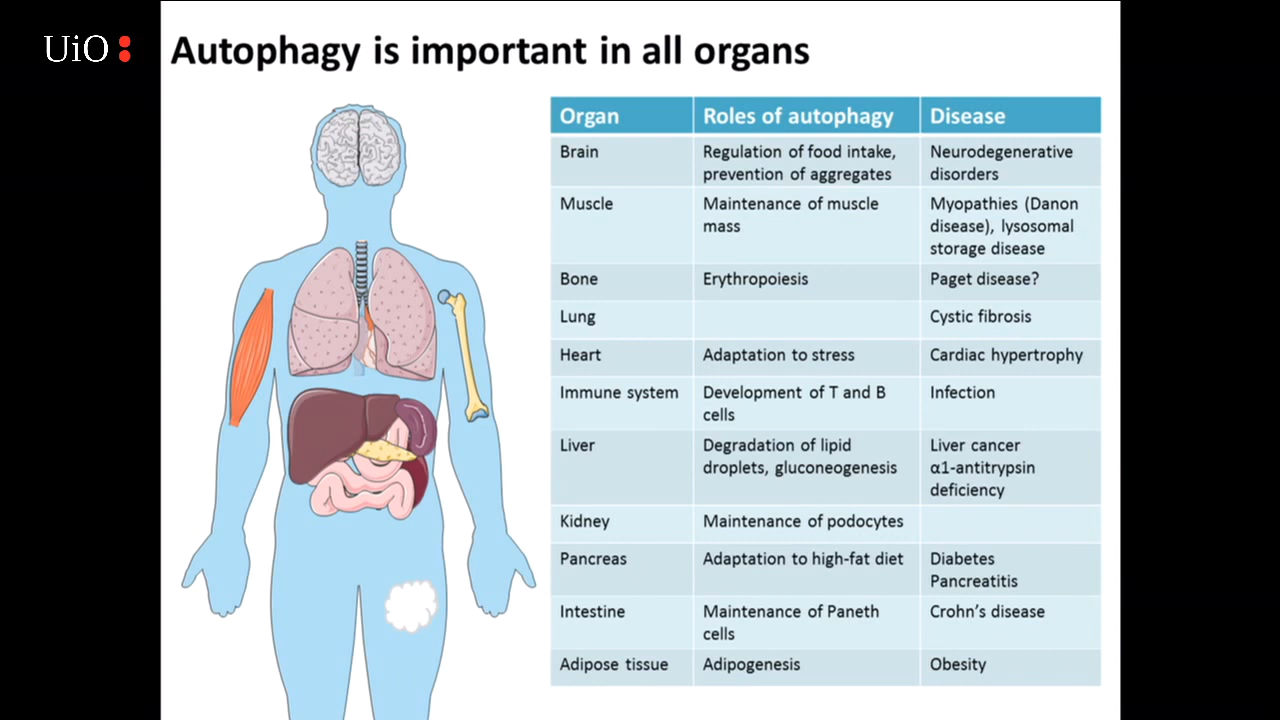 UiO
Autophagy is important in all organs
Organ Roles of autophagy Disease
Brain Regulation of food intake, Neurodegenerative
prevention of aggregates disorders
Muscle Maintenance of muscle Myopathies (Danon
mass disease), lysosomal
storage disease
Bone Erythropoiesis Paget disease?
Lung Cystic fibrosis
Heart Adaptation to stress Cardiac hypertrophy
Immune system Development of T and B Infection
cells
Liver Degradation of lipid Liver cancer
droplets, gluconeogenesis α1-antitrypsin
deficiency
Kidney Maintenance of podocytes
Pancreas Adaptation to high-fat diet Diabetes
Pancreatitis
Intestine Maintenance of Paneth Crohn’s disease
cells
Adipose tissue Adipogenesis Obesity